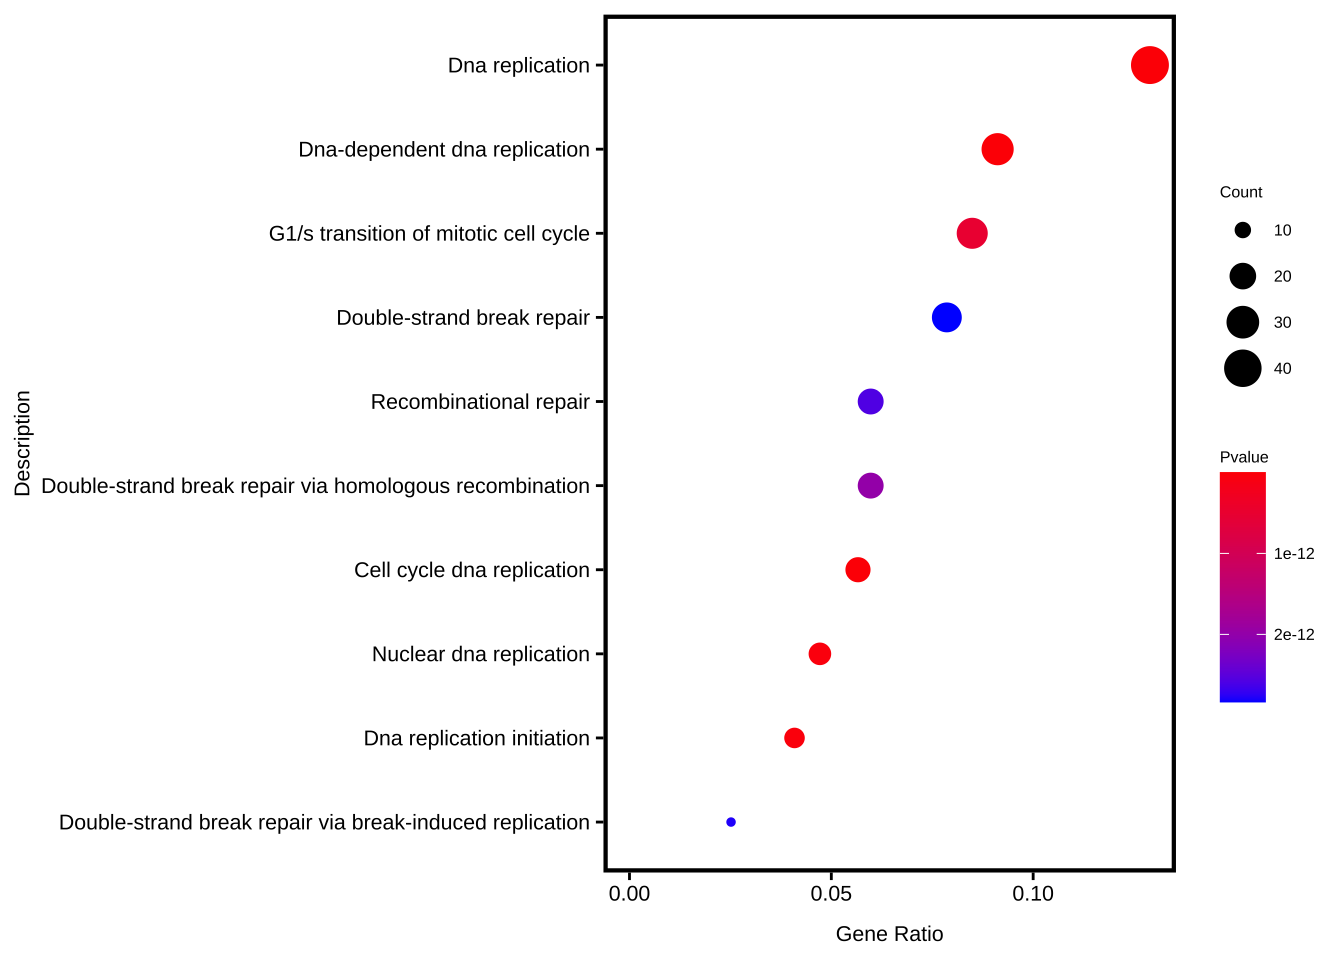 Dna replication
Dna-dependent dna replication
G1/s transition of mitotic cell cycle
Double-strand break repair
Recombinational repair
Double-strand break repair via homologous recombination
Cell cycle dna replication
Nuclear dna replication
Dna replication initiation
Double-strand break repair via break-induced replication
Description
0.00
0.05
0.10
Gene Ratio
Count
10
20
30
40
Pvalue
1e-12
2e-12